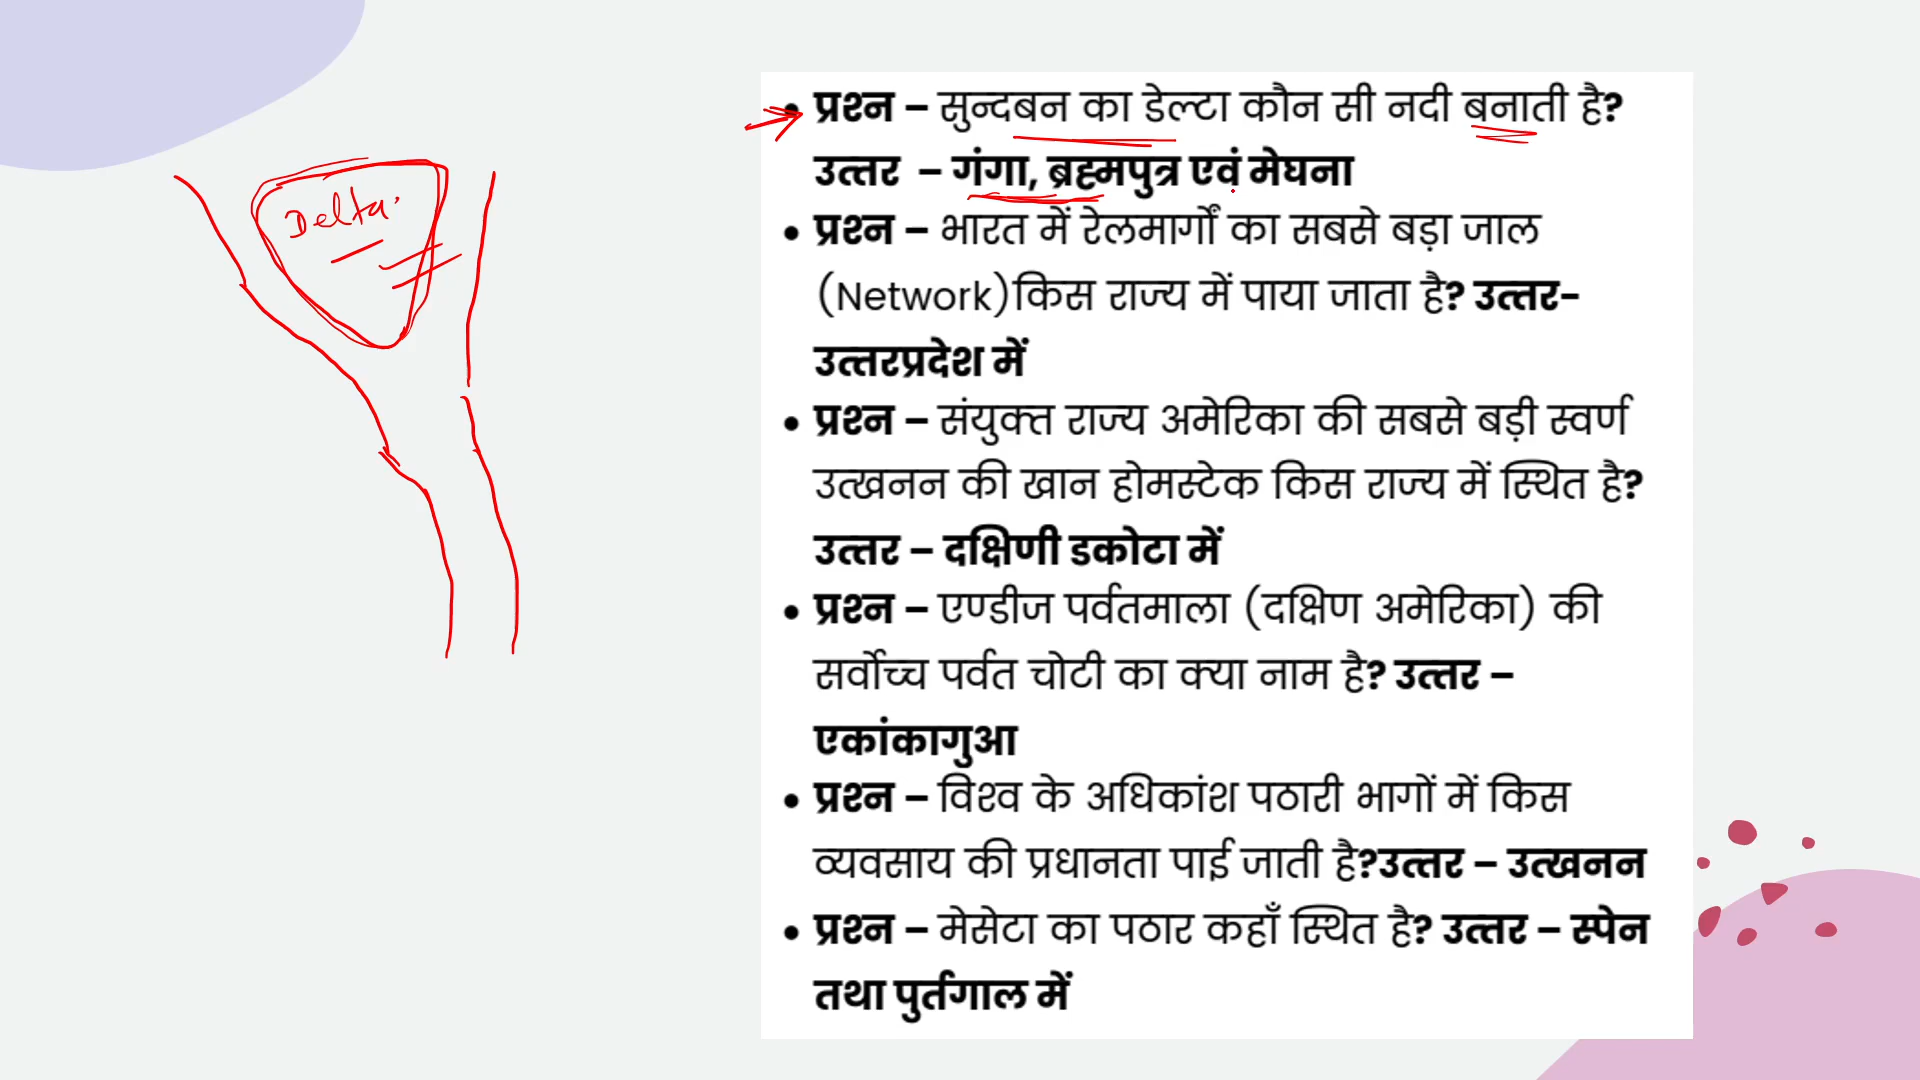 Delta.
• प्रश्न – सुन्दबन का डेल्टा कौन सी नदी बनाती है?
उत्तर – गंगा, ब्रह्मपुत्र एवं मेघना
• प्रश्न – भारत में रेलमार्गों का सबसे बड़ा जाल
(Network)किस राज्य में पाया जाता है? उत्तर-
उत्तरप्रदेश में
• प्रश्न – संयुक्त राज्य अमेरिका की सबसे बड़ी स्वर्ण
उत्खनन की खान होमस्टेक किस राज्य में स्थित है?
उत्तर – दक्षिणी डकोटा में
• प्रश्न – एण्डीज पर्वतमाला (दक्षिण अमेरिका) की
सर्वोच्च पर्वत चोटी का क्या नाम है? उत्तर –
एकांकागुआ
• प्रश्न – विश्व के अधिकांश पठारी भागों में किस
व्यवसाय की प्रधानता पाई जाती है?उत्तर – उत्खनन
• प्रश्न – मेसेटा का पठार कहाँ स्थित है? उत्तर – स्पेन
तथा पुर्तगाल में